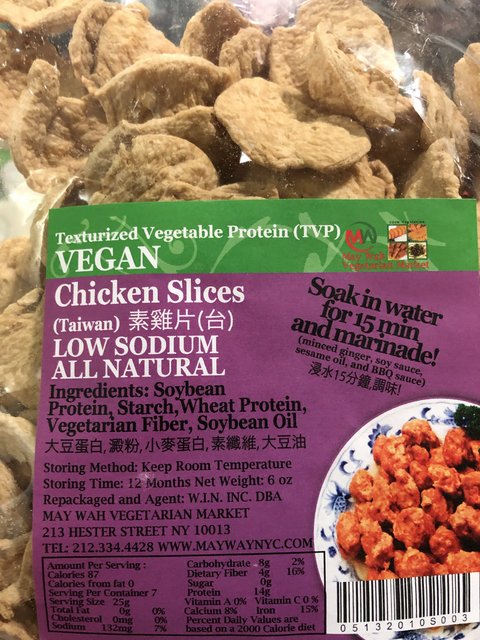 Texturized Vegetable Protein (TVP)
VEGAN
MW
May Wah
Vegetarian Market
Chicken Slices
(Taiwan) 素雞片(台)
LOW SODIUM
ALL NATURAL
Soak in water
for 15 min
and marinade!
(minced ginger, soy sauce,
sesame oil, and BBQ sauce)
浸水15分鐘,調味!
Ingredients: Soybean
Protein, Starch,Wheat Protein,
Vegetarian Fiber, Soybean Oil
大豆蛋白,澱粉,小麥蛋白,素纖維,大豆油
Storing Method: Keep Room Temperature
Storing Time: 12 Months Net Weight: 6 oz
Repackaged and Agent: W.I.N. INC. DBA
MAY WAH VEGETARIAN MARKET
213 HESTER STREET NY 10013
TEL: 212.334.4428 WWW.MAYWAYNYC.COM
Amount Per Serving :
Calories 87
Calories from fat 0
Serving Per Container 7
Serving Size 25g
Total Fat 0g 0%
Cholesterol 0mg 0%
Sodium 132mg 7%
Carbohydrate 8g 2%
Dietary Fiber 4g 16%
Sugar 0g
Protein 14g
Vitamin A 0% Vitamin C 0 %
Calcium 8% Iron 15%
Percent Daily Values are
based on a 2000 Calorie diet
05132010S003